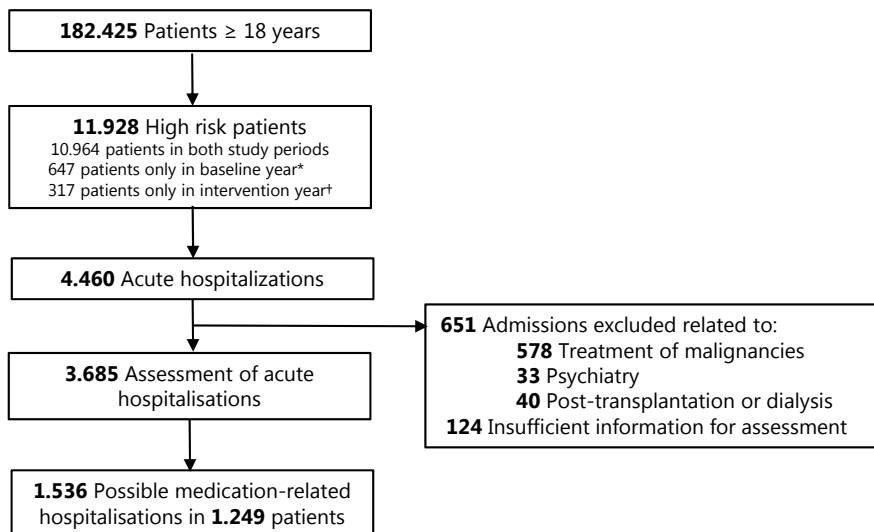 182.425 Patients ≥ 18 years
11.928 High risk patients
10.964 patients in both study periods
647 patients only in baseline year*
317 patients only in intervention year†
4.460 Acute hospitalizations
651 Admissions excluded related to:
578 Treatment of malignancies
33 Psychiatry
40 Post-transplantation or dialysis
124 Insufficient information for assessment
3.685 Assessment of acute
hospitalisations
1.536 Possible medication-related
hospitalisations in 1.249 patients